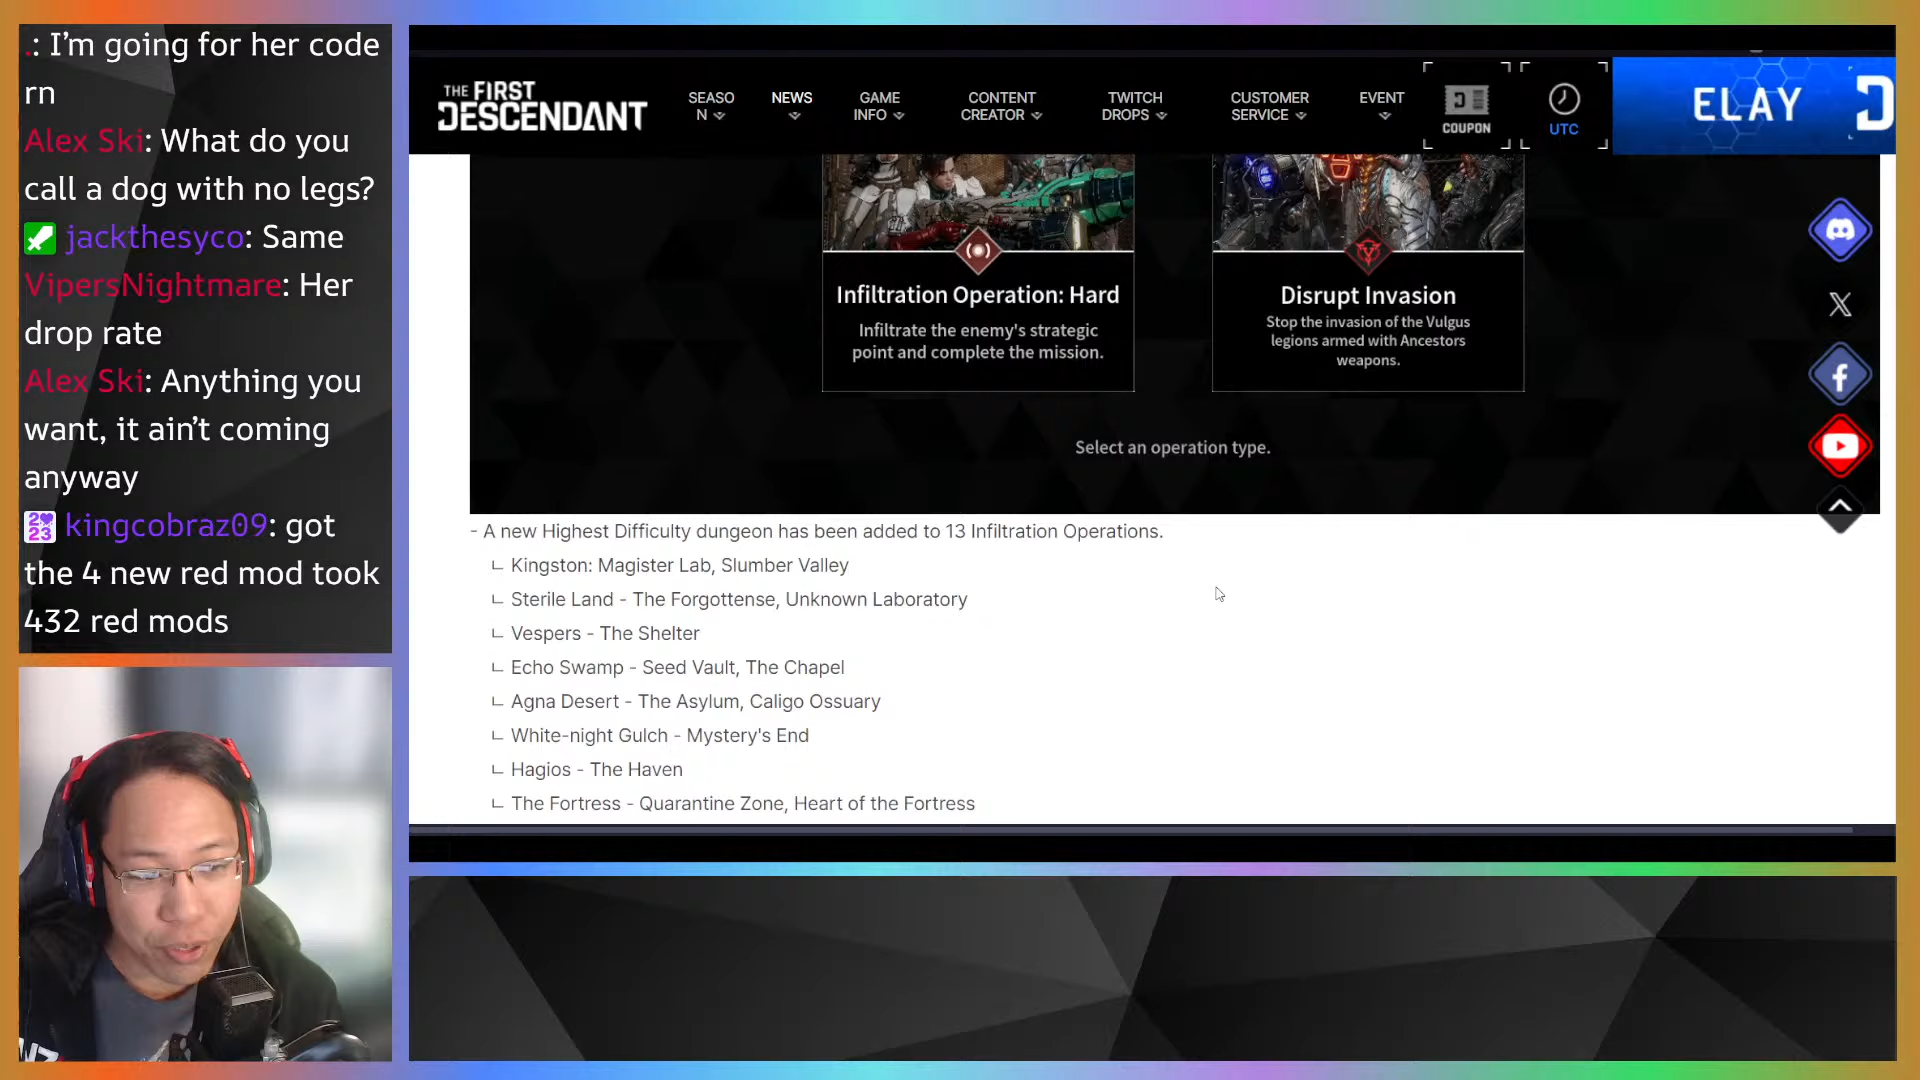 .: I'm going for her code
rn
Alex Ski: What do you
call a dog with no legs?
jackthesyco: Same
VipersNightmare: Her
drop rate
Alex Ski: Anything you
want, it ain't coming
anyway
2023 kingcobraz09: got
the 4 new red mod took
432 red mods
THE FIRST
DESCENDANT
SEASO
N
NEWS
GAME
INFO
CONTENT
CREATOR
TWITCH
DROPS
CUSTOMER
SERVICE
EVENT
COUPON
UTC
ELAY
Infiltration Operation: Hard
Infiltrate the enemy's strategic
point and complete the mission.
Disrupt Invasion
Stop the invasion of the Vulgus
legions armed with Ancestors
weapons.
Select an operation type.
- A new Highest Difficulty dungeon has been added to 13 Infiltration Operations.
ㄴ Kingston: Magister Lab, Slumber Valley
ㄴ Sterile Land - The Forgottense, Unknown Laboratory
ㄴ Vespers - The Shelter
ㄴ Echo Swamp - Seed Vault, The Chapel
ㄴ Agna Desert - The Asylum, Caligo Ossuary
ㄴ White-night Gulch - Mystery's End
ㄴ Hagios - The Haven
ㄴ The Fortress - Quarantine Zone, Heart of the Fortress